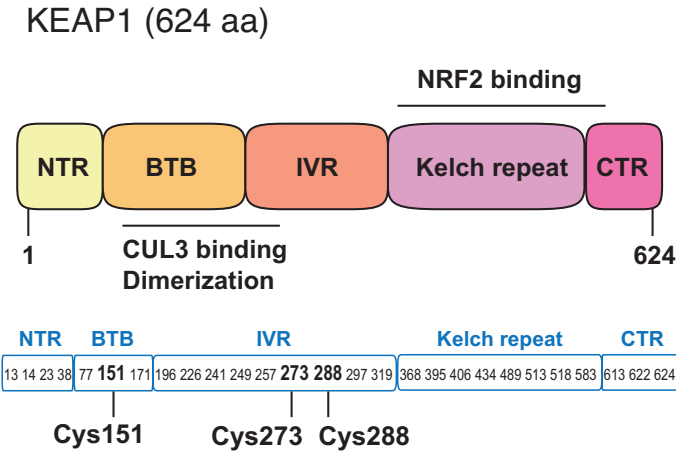 KEAP1 (624 aa)
NRF2 binding
NTR BTB IVR Kelch repeat CTR
1 624
CUL3 binding
Dimerization
NTR BTB IVR Kelch repeat CTR
13 14 23 38 77 151 171 196 226 241 249 257 273 288 297 319 368 395 406 434 489 513 518 583 613 622 624
Cys151 Cys273 Cys288